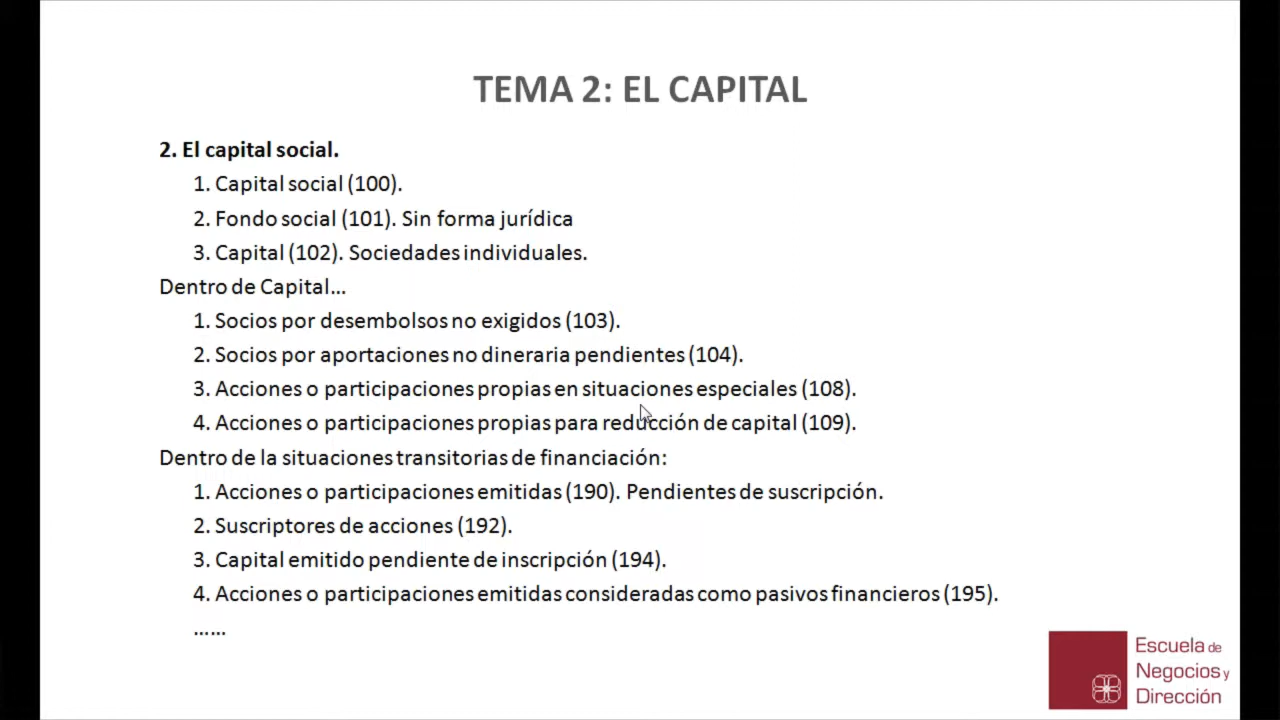 TEMA 2: EL CAPITAL
2. El capital social.
1. Capital social (100).
2. Fondo social (101). Sin forma jurídica
3. Capital (102). Sociedades individuales.
Dentro de Capital...
1. Socios por desembolsos no exigidos (103).
2. Socios por aportaciones no dineraria pendientes (104).
3. Acciones o participaciones propias en situaciones especiales (108).
4. Acciones o participaciones propias para reducción de capital (109).
Dentro de la situaciones transitorias de financiación:
1. Acciones o participaciones emitidas (190). Pendientes de suscripción.
2. Suscriptores de acciones (192).
3. Capital emitido pendiente de inscripción (194).
4. Acciones o participaciones emitidas consideradas como pasivos financieros (195).
......
Escuela de
Negocios y
Dirección